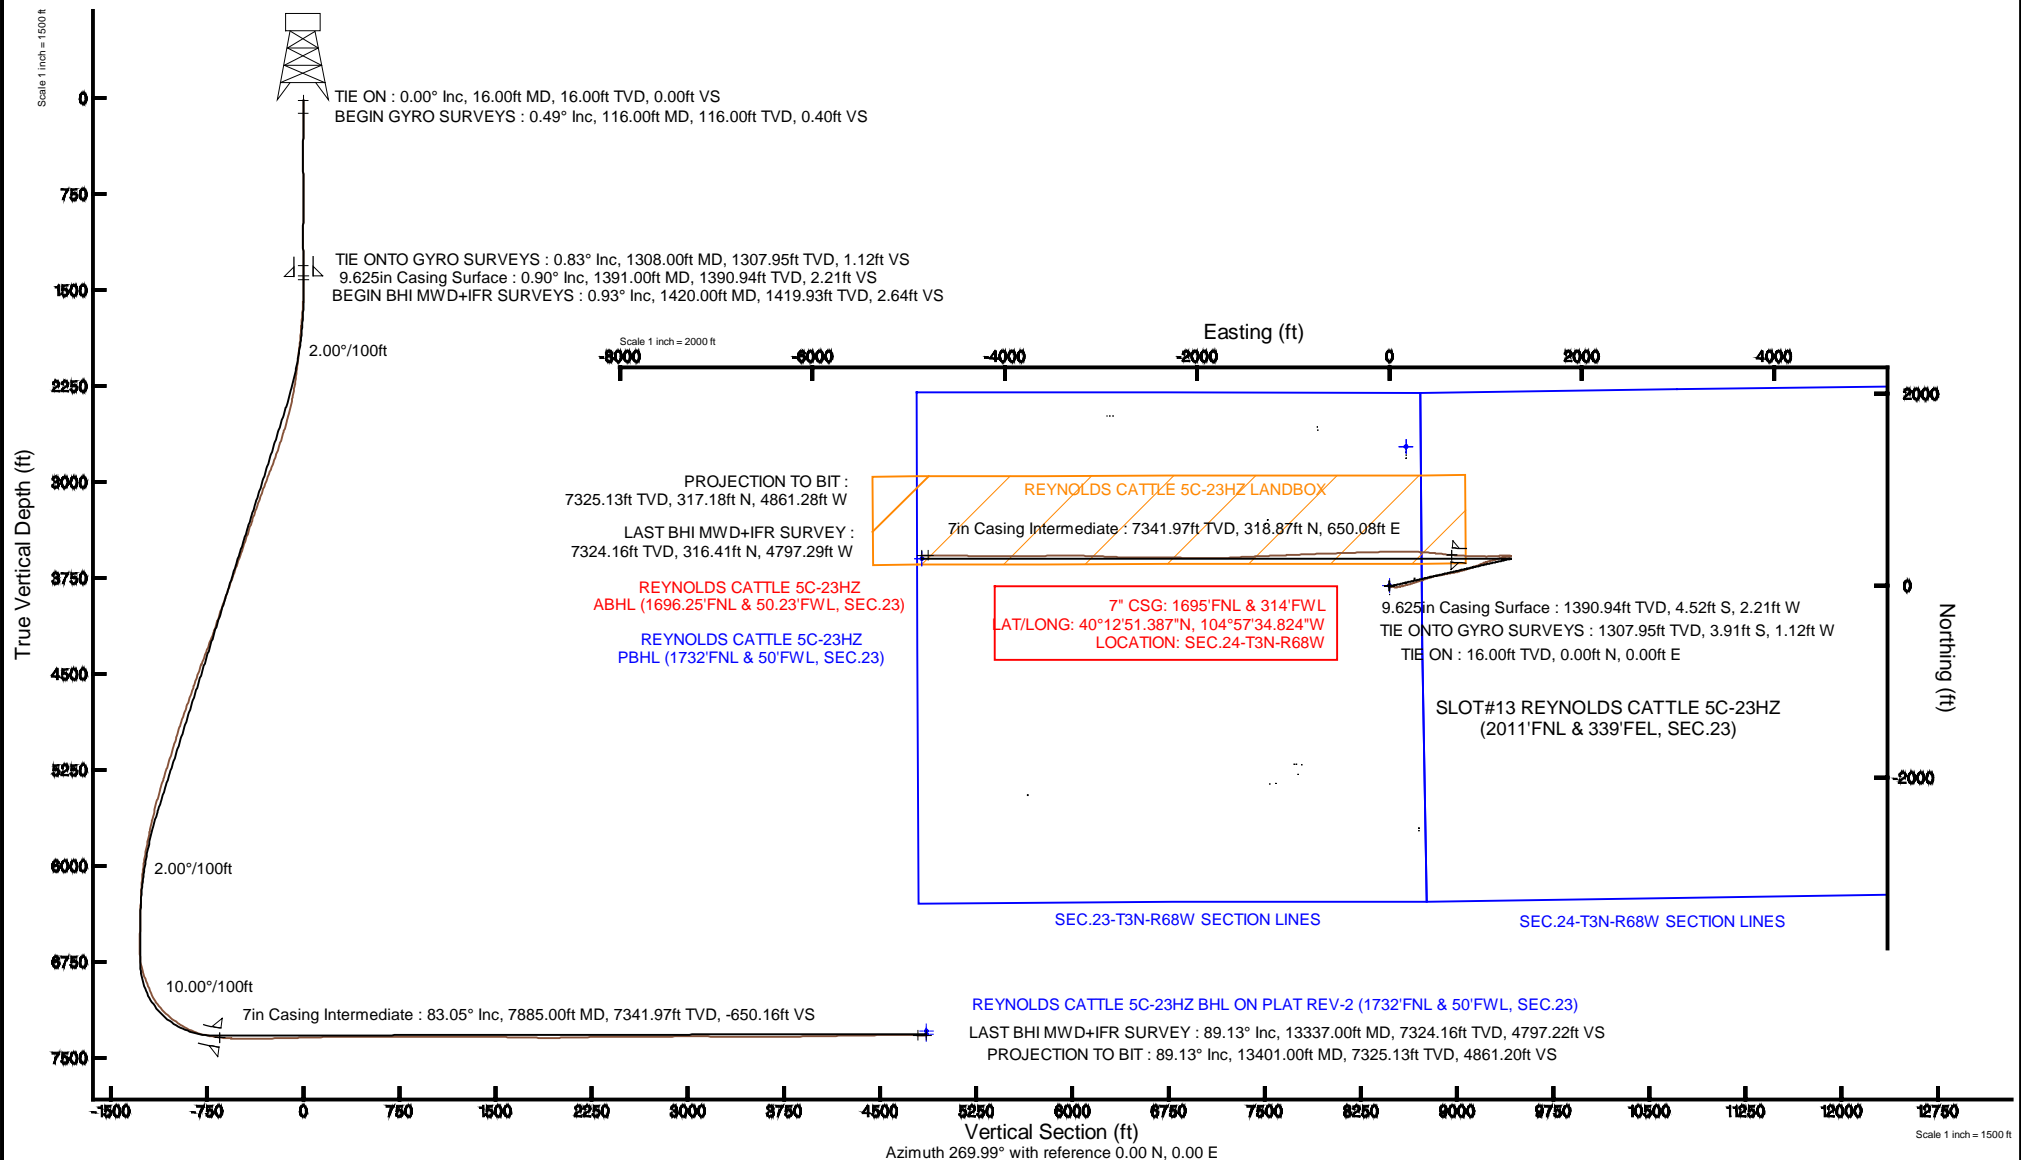 Scale 1 inch = 1500 ft
0
750
1500
2250
3000
3750
4500
5250
6000
6750
7500
True Vertical Depth (ft)
TIE ON : 0.00° Inc, 16.00ft MD, 16.00ft TVD, 0.00ft VS
BEGIN GYRO SURVEYS : 0.49° Inc, 116.00ft MD, 116.00ft TVD, 0.40ft VS
TIE ONTO GYRO SURVEYS : 0.83° Inc, 1308.00ft MD, 1307.95ft TVD, 1.12ft VS
9.625in Casing Surface : 0.90° Inc, 1391.00ft MD, 1390.94ft TVD, 2.21ft VS
BEGIN BHI MWD+IFR SURVEYS : 0.93° Inc, 1420.00ft MD, 1419.93ft TVD, 2.64ft VS
2.00°/100ft
2.00°/100ft
10.00°/100ft
7in Casing Intermediate : 83.05° Inc, 7885.00ft MD, 7341.97ft TVD, -650.16ft VS
Easting (ft)
Scale 1 inch = 2000 ft
-8000 -6000 -4000 -2000 0 2000 4000
2000
0
-2000
Northing (ft)
PROJECTION TO BIT :
7325.13ft TVD, 317.18ft N, 4861.28ft W
LAST BHI MWD+IFR SURVEY :
7324.16ft TVD, 316.41ft N, 4797.29ft W
REYNOLDS CATTLE 5C-23HZ
ABHL (1696.25'FNL & 50.23'FWL, SEC.23)
REYNOLDS CATTLE 5C-23HZ
PBHL (1732'FNL & 50'FWL, SEC.23)
REYNOLDS CATTLE 5C-23HZ LANDBOX
7in Casing Intermediate : 7341.97ft TVD, 318.87ft N, 650.08ft E
7" CSG: 1695'FNL & 314'FWL
LAT/LONG: 40°12'51.387"N, 104°57'34.824"W
LOCATION: SEC.24-T3N-R68W
9.625in Casing Surface : 1390.94ft TVD, 4.52ft S, 2.21ft W
TIE ONTO GYRO SURVEYS : 1307.95ft TVD, 3.91ft S, 1.12ft W
TIE ON : 16.00ft TVD, 0.00ft N, 0.00ft E
SLOT#13 REYNOLDS CATTLE 5C-23HZ
(2011'FNL & 339'FEL, SEC.23)
SEC.23-T3N-R68W SECTION LINES
SEC.24-T3N-R68W SECTION LINES
REYNOLDS CATTLE 5C-23HZ BHL ON PLAT REV-2 (1732'FNL & 50'FWL, SEC.23)
LAST BHI MWD+IFR SURVEY : 89.13° Inc, 13337.00ft MD, 7324.16ft TVD, 4797.22ft VS
PROJECTION TO BIT : 89.13° Inc, 13401.00ft MD, 7325.13ft TVD, 4861.20ft VS
-1500 -750 0 750 1500 2250 3000 3750 4500 5250 6000 6750 7500 8250 9000 9750 10500 11250 12000 12750
Vertical Section (ft)
Azimuth 269.99° with reference 0.00 N, 0.00 E
Scale 1 inch = 1500 ft